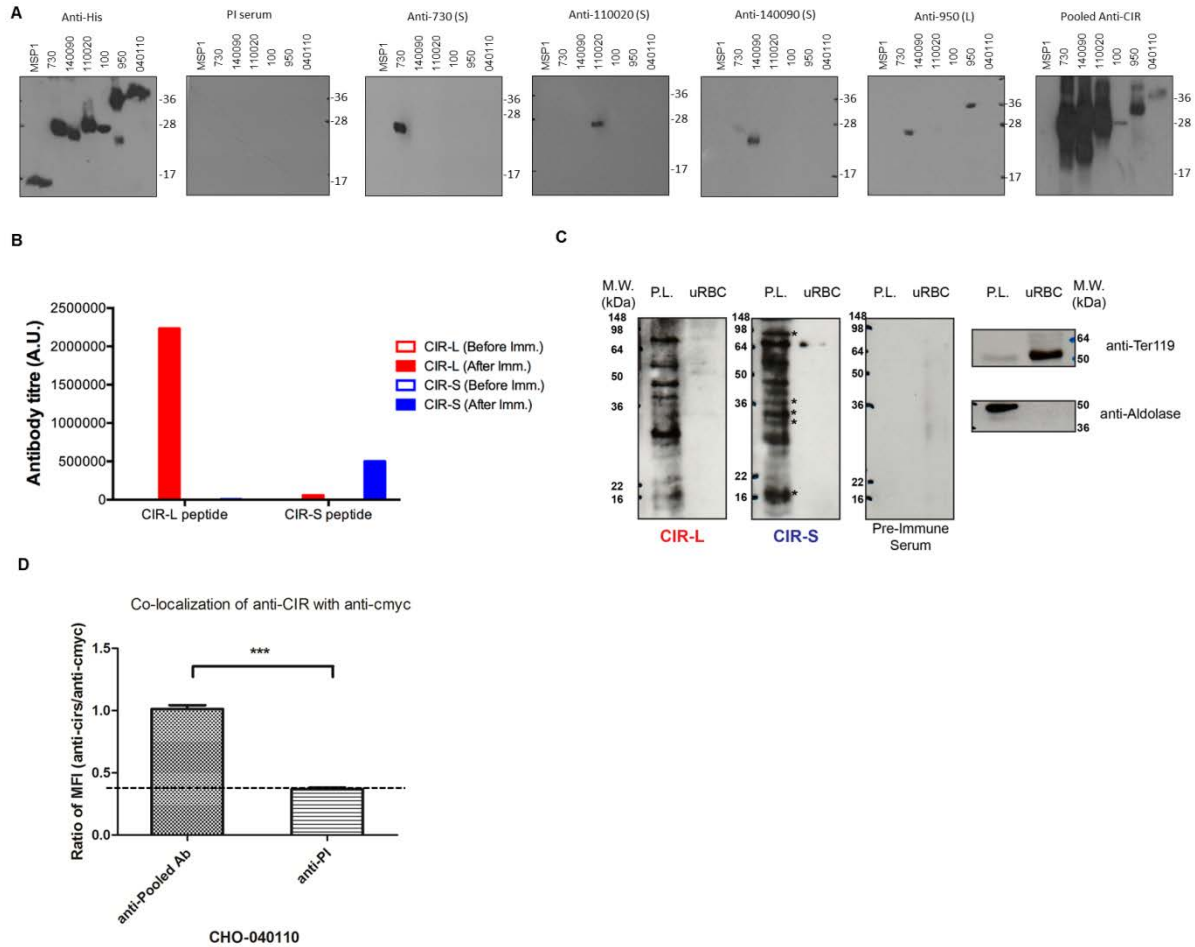 A
Anti-His
PI serum
Anti-730 (S)
Anti-110020 (S)
Anti-140090 (S)
Anti-950 (L)
Pooled Anti-CIR
MSP1 730 140090 110020 100 950 040110
MSP1 730 140090 110020 100 950 040110
MSP1 730 140090 110020 100 950 040110
MSP1 730 140090 110020 100 950 040110
MSP1 730 140090 110020 100 950 040110
MSP1 730 140090 110020 100 950 040110
MSP1 730 140090 110020 100 950 040110
-36 -36 -36 -36 -36 -36 -36
-28 -28 -28 -28 -28 -28 -28
-17 -17 -17 -17 -17 -17 -17
B
Antibody titre (A.U.)
2500000
2000000
1500000
1000000
500000
0
CIR-L peptide CIR-S peptide
CIR-L (Before Imm.)
CIR-L (After Imm.)
CIR-S (Before Imm.)
CIR-S (After Imm.)
C
M.W. (kDa)
P.L. uRBC
148
98
64
50
36
22
16
CIR-L
P.L. uRBC
148
98
64
50
36
22
16
*
*
*
*
*
CIR-S
P.L. uRBC
148
98
64
50
36
22
16
Pre-Immune
Serum
P.L. uRBC
M.W. (kDa)
64
50
anti-Ter119
50
36
anti-Aldolase
D
Co-localization of anti-CIR with anti-cmyc
Ratio of MFI (anti-cirs/anti-cmyc)
1.5
1.0
0.5
0.0
***
anti-Pooled Ab
anti-PI
CHO-040110